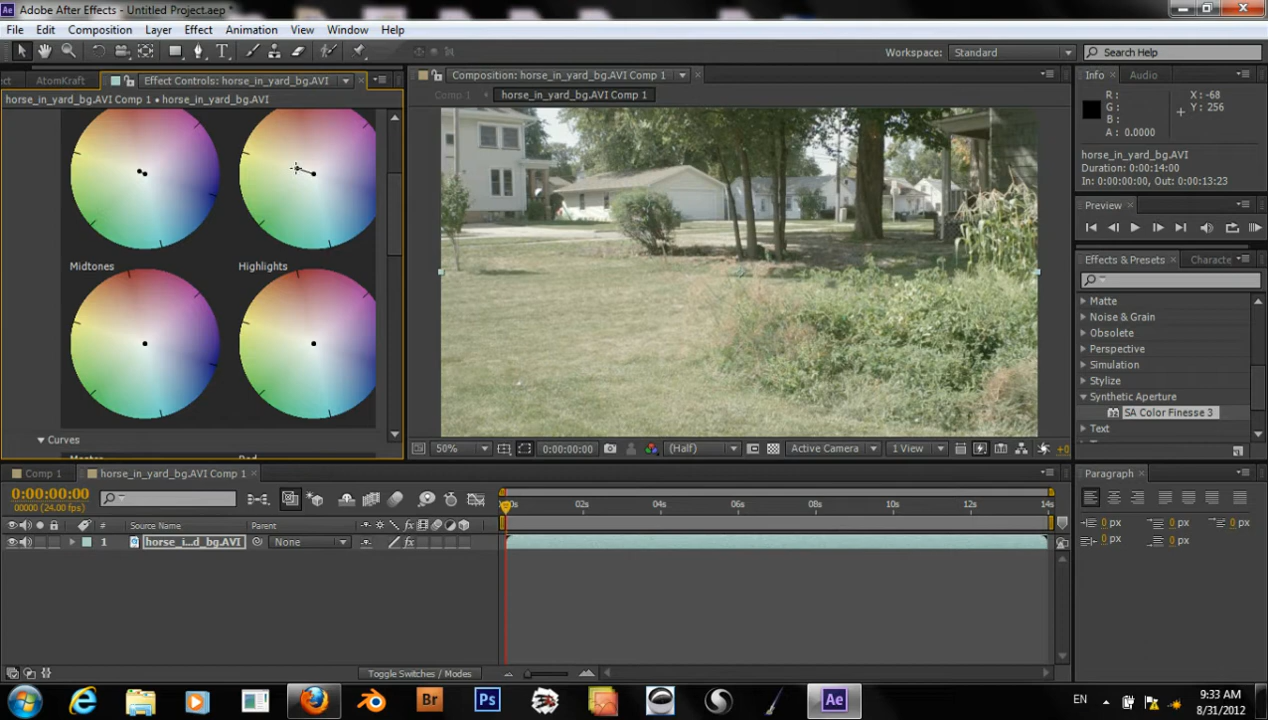 Adobe After Effects - Untitled Project.aep *
File Edit Composition Layer Effect Animation View Window Help
Workspace: Standard Search Help
ct AtomKraft Effect Controls: horse_in_yard_bg.AVI
horse_in_yard_bg.AVI Comp 1 • horse_in_yard_bg.AVI
Midtones Highlights
Curves
Composition: horse_in_yard_bg.AVI Comp 1
Comp 1 horse_in_yard_bg.AVI Comp 1
50% 0:00:00:00 (Half) Active Camera 1 View +0
Info Audio
R : X : -68
G : Y : 256
B :
A : 0.0000
horse_in_yard_bg.AVI
Duration: 0:00:14:00
In: 0:00:00:00, Out: 0:00:13:23
Preview
Effects & Presets Characte
Matte
Noise & Grain
Obsolete
Perspective
Simulation
Stylize
Synthetic Aperture
SA Color Finesse 3
Text
Comp 1 horse_in_yard_bg.AVI Comp 1
0:00:00:00
00000 (24.00 fps)
# Source Name Parent
1 horse_i...d_bg.AVI None
00s 02s 04s 06s 08s 10s 12s 14s
Toggle Switches / Modes
Paragraph
0 px 0 px 0 px
0 px 0 px
Br Ps Ae
EN 9:33 AM
8/31/2012